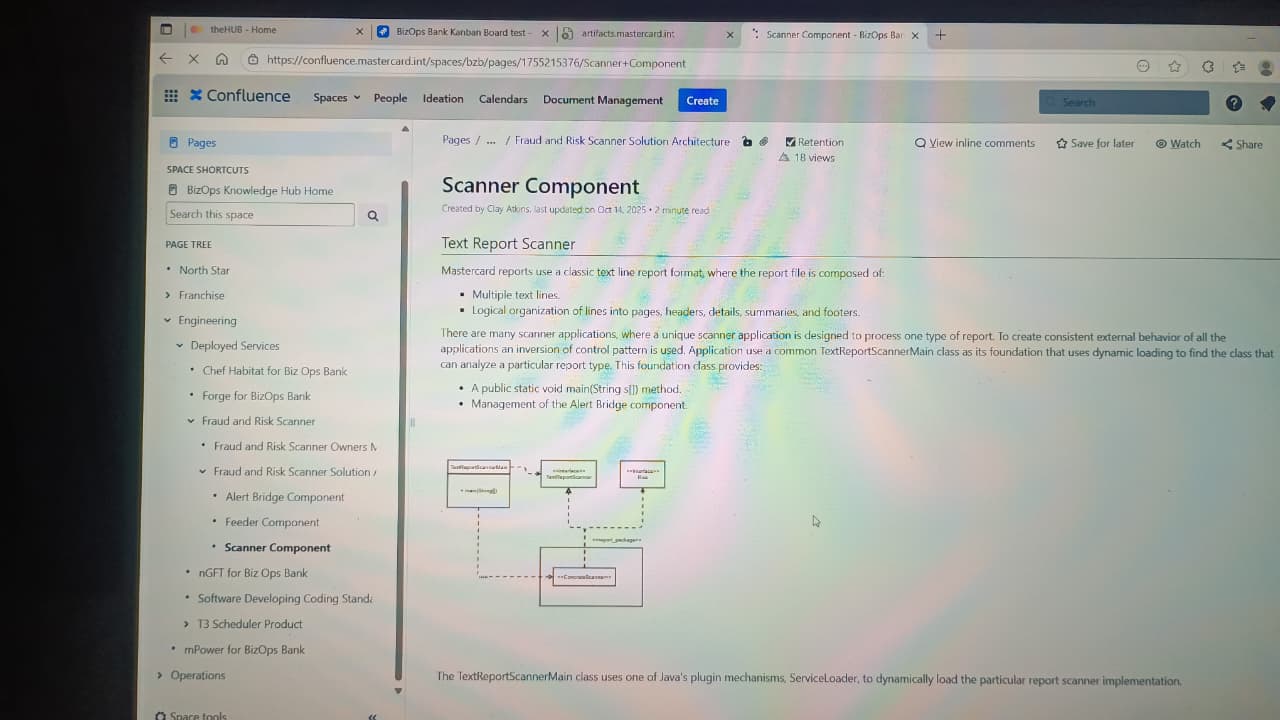 theHUB - Home
BizOps Bank Kanban Board test -
artifacts.mastercard.int
Scanner Component - BizOps Ban
https://confluence.mastercard.int/spaces/bzb/pages/1755215376/Scanner+Component
Confluence
Spaces
People
Ideation
Calendars
Document Management
Create
Search
Pages
SPACE SHORTCUTS
BizOps Knowledge Hub Home
Search this space
PAGE TREE
North Star
Franchise
Engineering
Deployed Services
Chef Habitat for Biz Ops Bank
Forge for BizOps Bank
Fraud and Risk Scanner
Fraud and Risk Scanner Owners M
Fraud and Risk Scanner Solution A
Alert Bridge Component
Feeder Component
Scanner Component
nGFT for Biz Ops Bank
Software Developing Coding Standa
T3 Scheduler Product
mPower for BizOps Bank
Operations
Space tools
Pages / ... / Fraud and Risk Scanner Solution Architecture
Retention
18 views
View inline comments
Save for later
Watch
Share
Scanner Component
Created by Clay Atkins, last updated on Oct 14, 2025 • 2 minute read
Text Report Scanner
Mastercard reports use a classic text line report format, where the report file is composed of:
Multiple text lines.
Logical organization of lines into pages, headers, details, summaries, and footers.
There are many scanner applications, where a unique scanner application is designed to process one type of report. To create consistent external behavior of all the
applications an inversion of control pattern is used. Application use a common TextReportScannerMain class as its foundation that uses dynamic loading to find the class that
can analyze a particular report type. This foundation class provides:
A public static void main(String s[]) method.
Management of the Alert Bridge component.
TextReportScannerMain
+ main(String[])
<<Interface>>
TextReportScanner
<<Interface>>
<<report_package>>
<<ConcreteScanner>>
The TextReportScannerMain class uses one of Java's plugin mechanisms, ServiceLoader, to dynamically load the particular report scanner implementation.